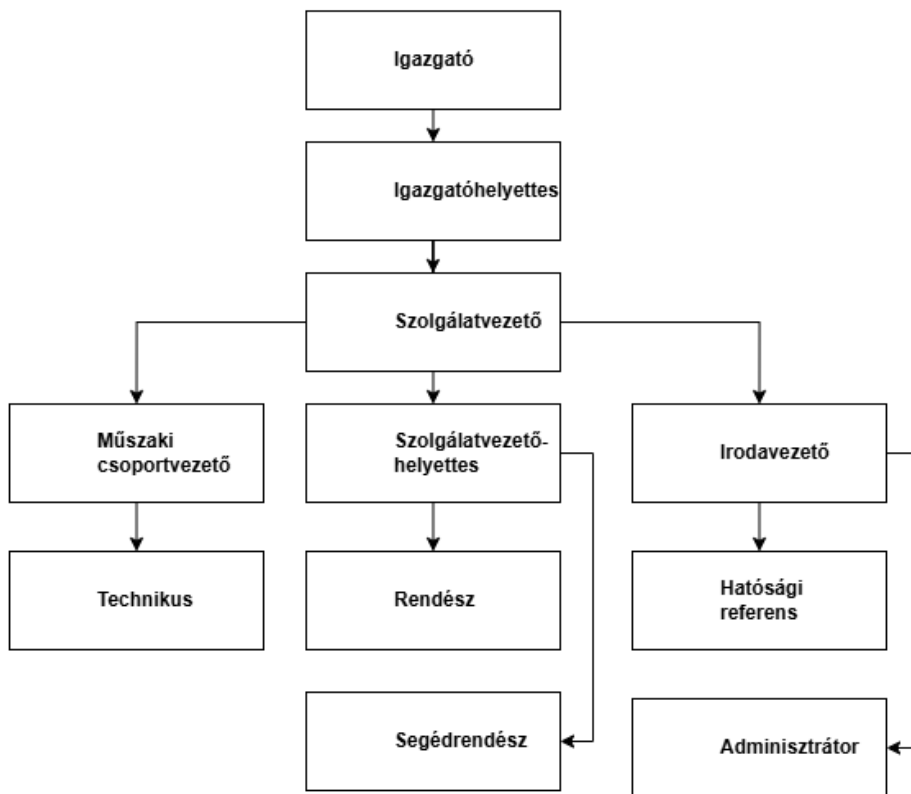 Igazgató
Igazgatóhelyettes
Szolgálatvezető
Műszaki
csoportvezető
Szolgálatvezető-
helyettes
Irodavezető
Technikus
Rendész
Hatósági
referens
Segédrendész
Adminisztrátor